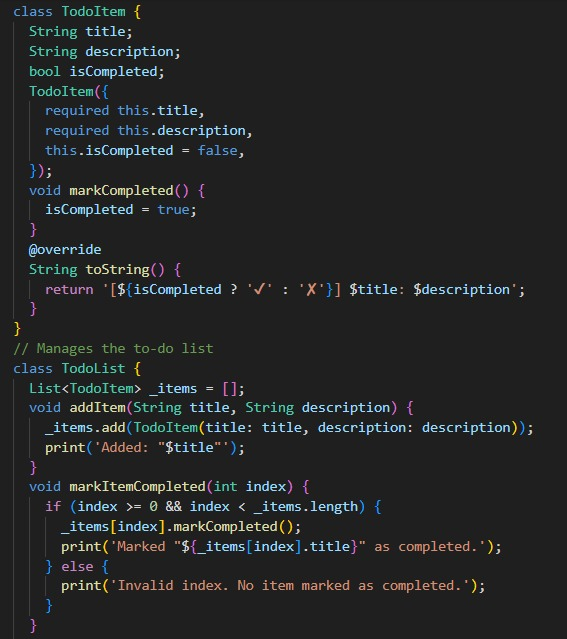 class TodoItem {
  String title;
  String description;
  bool isCompleted;
  TodoItem({
    required this.title,
    required this.description,
    this.isCompleted = false,
  });
  void markCompleted() {
    isCompleted = true;
  }
  @override
  String toString() {
    return '[${isCompleted ? '✓' : '✗'}] $title: $description';
  }
}
// Manages the to-do list
class TodoList {
  List<TodoItem> _items = [];
  void addItem(String title, String description) {
    _items.add(TodoItem(title: title, description: description));
    print('Added: "$title"');
  }
  void markItemCompleted(int index) {
    if (index >= 0 && index < _items.length) {
      _items[index].markCompleted();
      print('Marked "${_items[index].title}" as completed.');
    } else {
      print('Invalid index. No item marked as completed.');
    }
  }